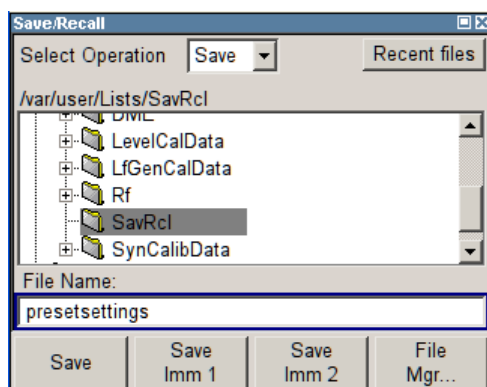 Save/Recall
Select Operation Save Recent files
/var/user/Lists/SavRcl
DME
LevelCalData
LfGenCalData
Rf
SavRcl
SynCalibData
File Name:
presetsettings
Save
Save
Imm 1
Save
Imm 2
File
Mgr...